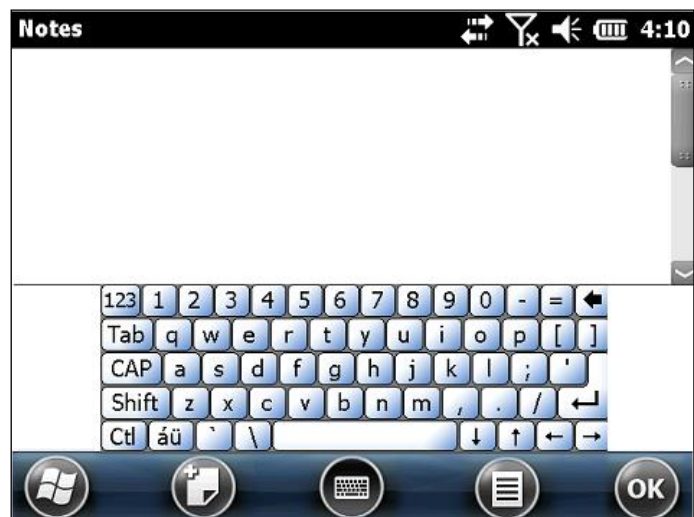 Notes 4:10
123 1 2 3 4 5 6 7 8 9 0 - =
Tab q w e r t y u i o p [ ]
CAP a s d f g h j k l ; '
Shift z x c v b n m , . /
Ctl áü ` \ ↓ ↑ ← →
OK